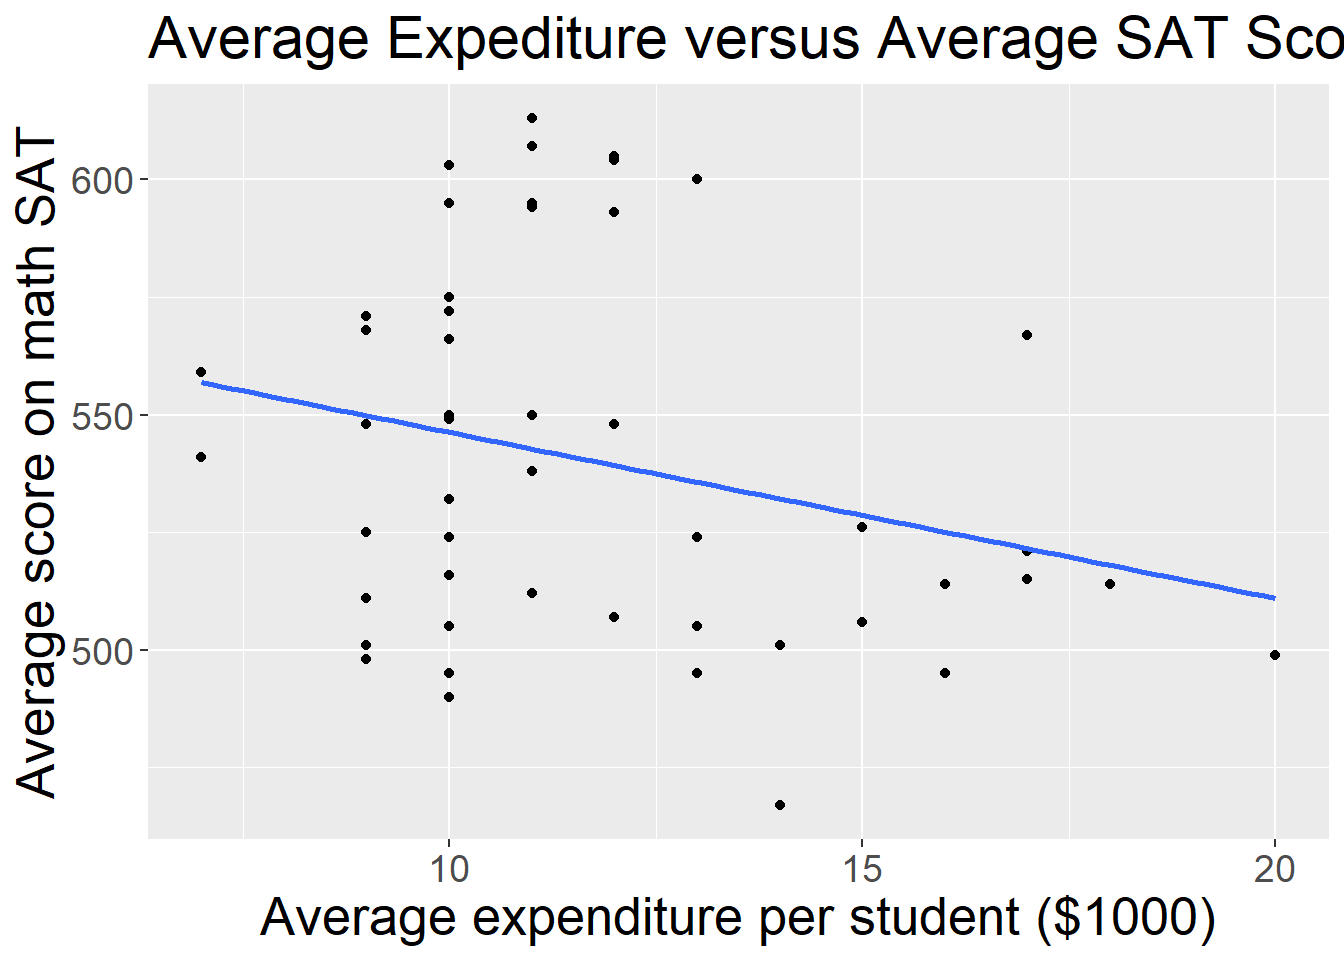 Average Expediture versus Average SAT Sco
Average score on math SAT
600
550
500
10 15 20
Average expenditure per student ($1000)